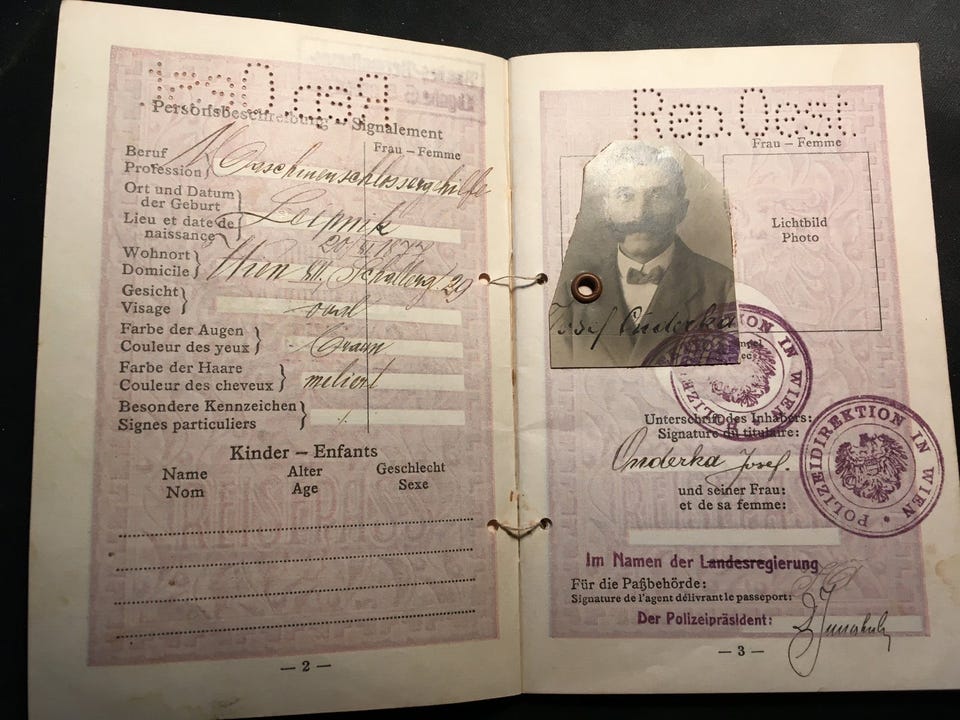 Rep.Oest
Personsbeschreibung – Signalement
Frau – Femme
Beruf
Profession
Maschinenschlossergehilfe
Ort und Datum
der Geburt
Lieu et date de
naissance
Leipnik
1877
Wohnort
Domicile
Wien XII. 29
Gesicht
Visage
oval
Farbe der Augen
Couleur des yeux
braun
Farbe der Haare
Couleur des cheveux
meliert
Besondere Kennzeichen
Signes particuliers
Kinder – Enfants
Name Alter Geschlecht
Nom Age Sexe
– 2 –
Rep.Oest
Frau – Femme
Lichtbild
Photo
Josef Onderka
POLIZEIDIREKTION IN WIEN
Unterschrift des Inhabers:
Signature du titulaire:
Onderka Josef.
POLIZEIDIREKTION IN WIEN
und seiner Frau:
et de sa femme:
Im Namen der Landesregierung
Für die Paßbehörde:
Signature de l'agent délivrant le passeport:
Der Polizeipräsident:
– 3 –